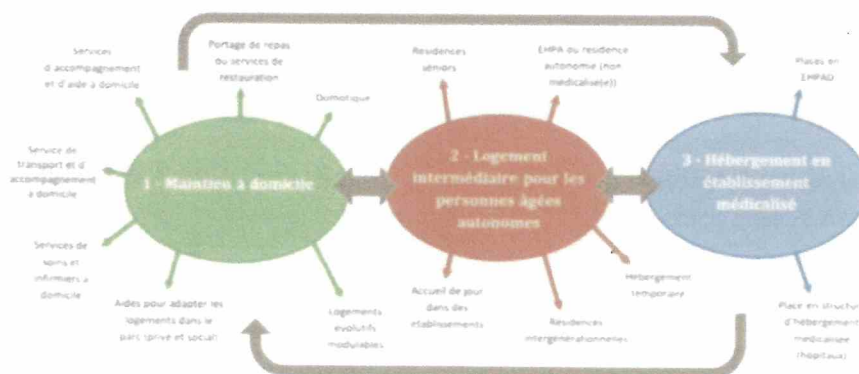 Services
d'accompagnement
et d'aide à domicile
Portage de repas
ou services de
restauration
Domotique
Service de
transport et d'
accompagnement
à domicile
1 - Maintien à domicile
Services de
soins et
infirmiers à
domicile
Aides pour adapter les
logements dans le
parc (privé et social)
Logements
évolutifs
modulables
Résidences
séniors
EHPA ou résidence
autonomie (non
médicalisé(e))
2 - Logement
intermédiaire pour les
personnes âgées
autonomes
Accueil de jour
dans des
établissements
Résidences
intergénérationnelles
Hébergement
temporaire
Places en
EHPAD
3 - Hébergement en
établissement
médicalisé
Place en structure
d'hébergement
médicalisée
(hôpitaux)